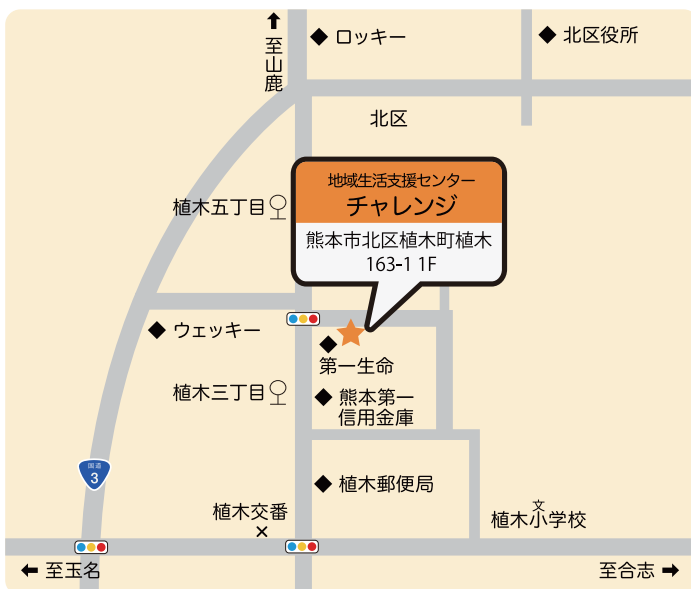 至山鹿
ロッキー
北区役所
北区
地域生活支援センター
チャレンジ
熊本市北区植木町植木
163-1 1F
植木五丁目
ウェッキー
第一生命
植木三丁目
熊本第一
信用金庫
国道
3
植木郵便局
植木交番
文
植木小学校
至玉名
至合志